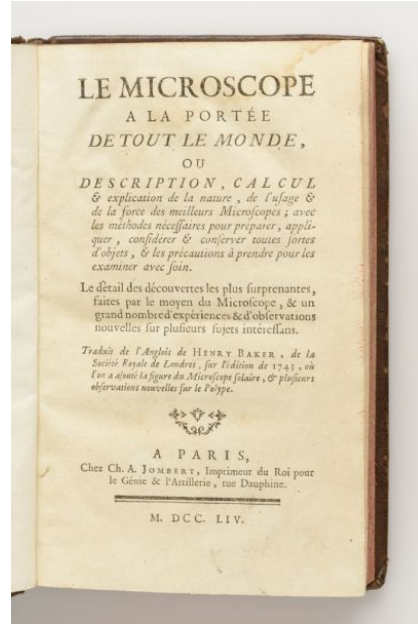 LE MICROSCOPE
A LA PORTÉE
DE TOUT LE MONDE,
OU
DESCRIPTION, CALCUL
& explication de la nature, de l'uſage &
de la force des meilleurs Microſcopes ; avec
les méthodes néceſſaires pour préparer, appli-
quer, conſidérer & conſerver toutes ſortes
d'objets, & les précautions à prendre pour les
examiner avec ſoin.
Le détail des découvertes les plus ſurprenantes,
faites par le moyen du Microſcope, & un
grand nombre d'expériences & d'obſervations
nouvelles ſur pluſieurs ſujets intéreſſans.
Traduit de l'Anglois de HENRY BAKER, de la
Société Royale de Londres, ſur l'édition de 1743, où
l'on a ajouté la figure du Microſcope ſolaire, & pluſieurs
obſervations nouvelles ſur le Polype.
A PARIS,
Chez Ch. A. JOMBERT, Imprimeur du Roi pour
le Génie & l'Artillerie, rue Dauphine.
M. DCC. LIV.